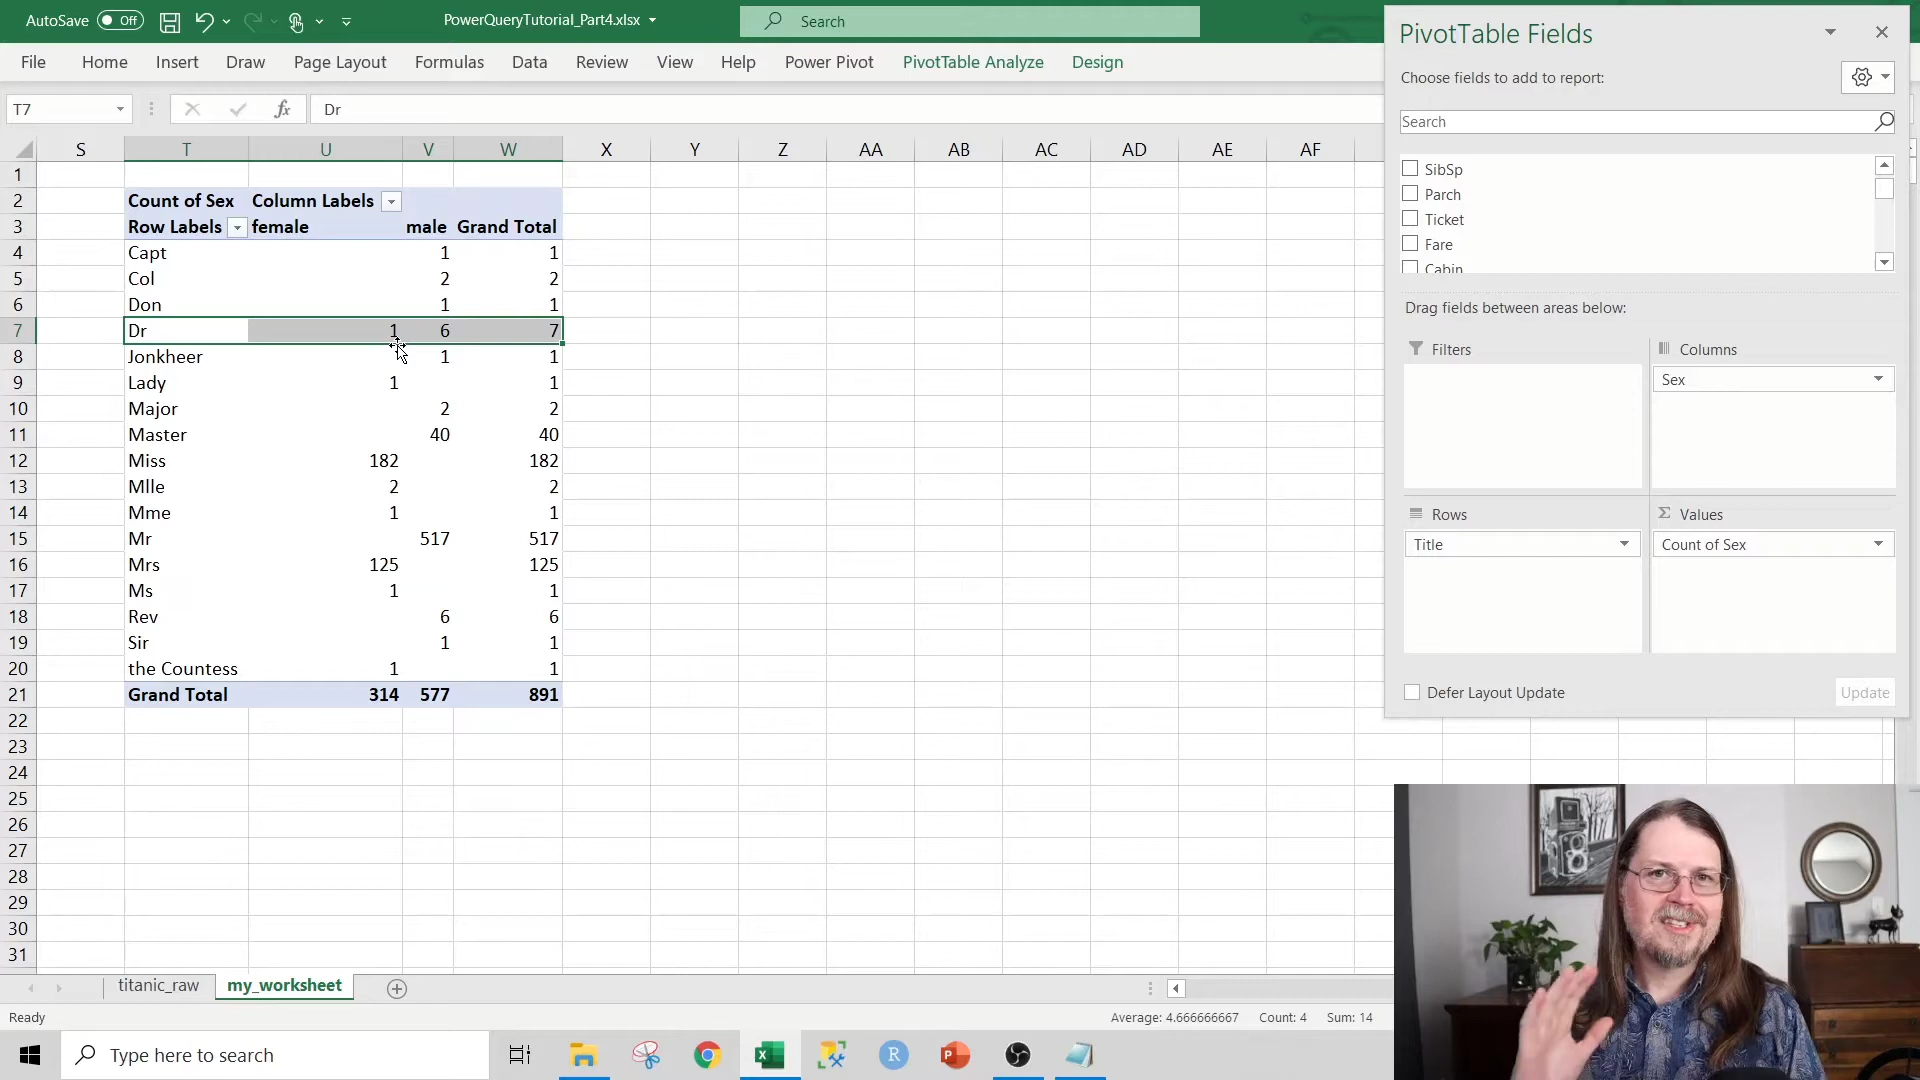 AutoSave Off PowerQueryTutorial_Part4.xlsx Search
File Home Insert Draw Page Layout Formulas Data Review View Help Power Pivot PivotTable Analyze Design
T7 fx Dr
S T U V W X Y Z AA AB AC AD AE AF
1
2 Count of Sex Column Labels
3 Row Labels female male Grand Total
4 Capt 1 1
5 Col 2 2
6 Don 1 1
7 Dr 1 6 7
8 Jonkheer 1 1
9 Lady 1 1
10 Major 2 2
11 Master 40 40
12 Miss 182 182
13 Mlle 2 2
14 Mme 1 1
15 Mr 517 517
16 Mrs 125 125
17 Ms 1 1
18 Rev 6 6
19 Sir 1 1
20 the Countess 1 1
21 Grand Total 314 577 891
22
23
24
25
26
27
28
29
30
31
titanic_raw my_worksheet
Ready Average: 4.666666667 Count: 4 Sum: 14
PivotTable Fields
Choose fields to add to report:
Search
SibSp
Parch
Ticket
Fare
Cabin
Drag fields between areas below:
Filters Columns
Sex
Rows Σ Values
Title Count of Sex
Defer Layout Update Update
Type here to search
R P